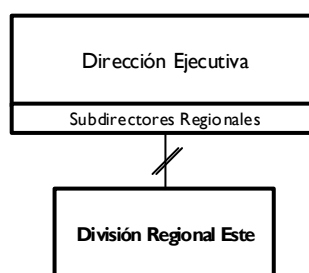 Dirección Ejecutiva
Subdirectores Regionales
División Regional Este